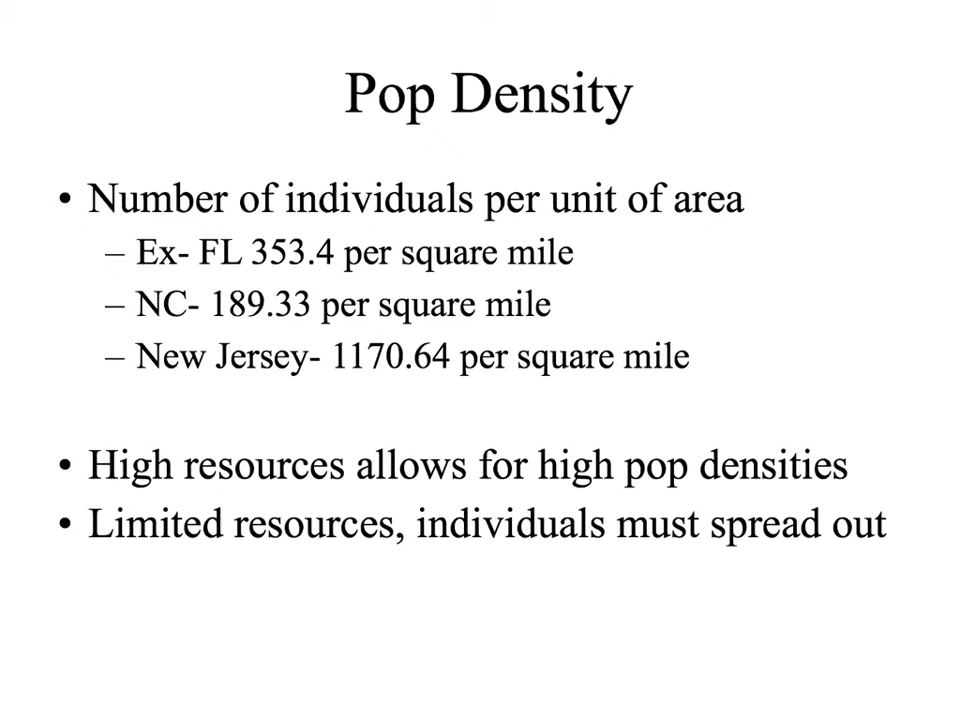 Pop Density
• Number of individuals per unit of area
– Ex- FL 353.4 per square mile
– NC- 189.33 per square mile
– New Jersey- 1170.64 per square mile
• High resources allows for high pop densities
• Limited resources, individuals must spread out